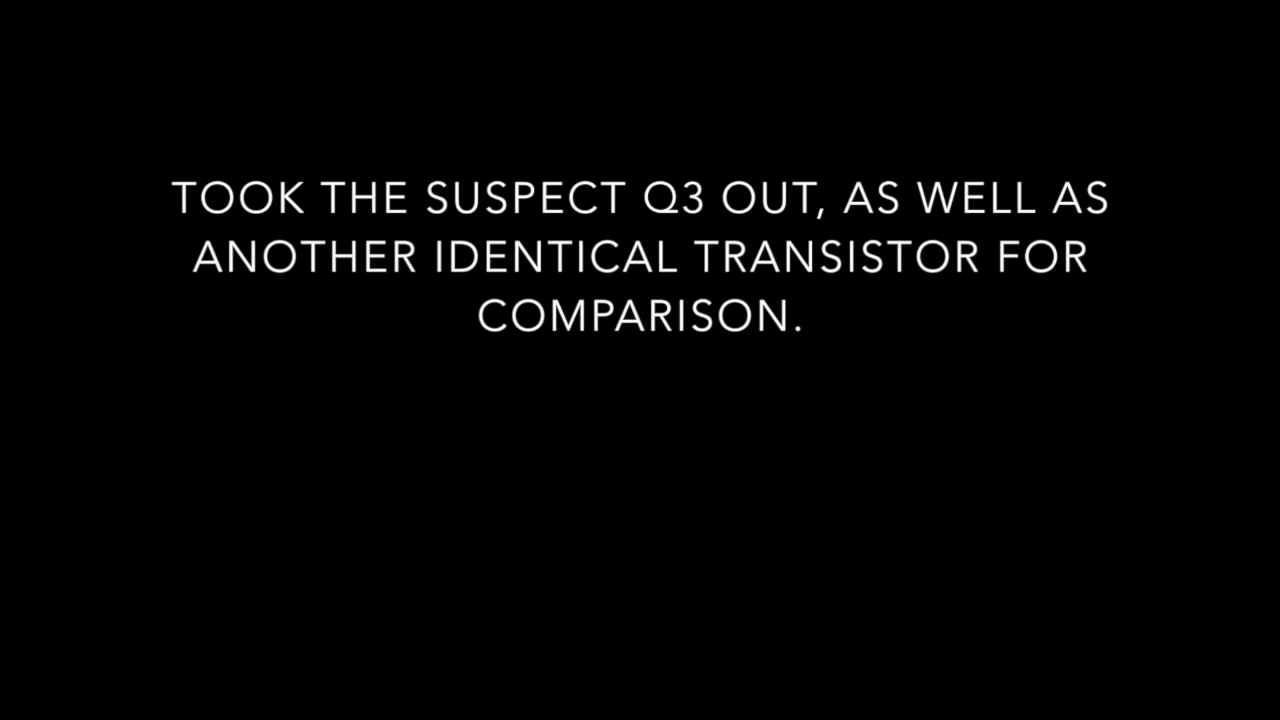 TOOK THE SUSPECT Q3 OUT, AS WELL AS
ANOTHER IDENTICAL TRANSISTOR FOR
COMPARISON.